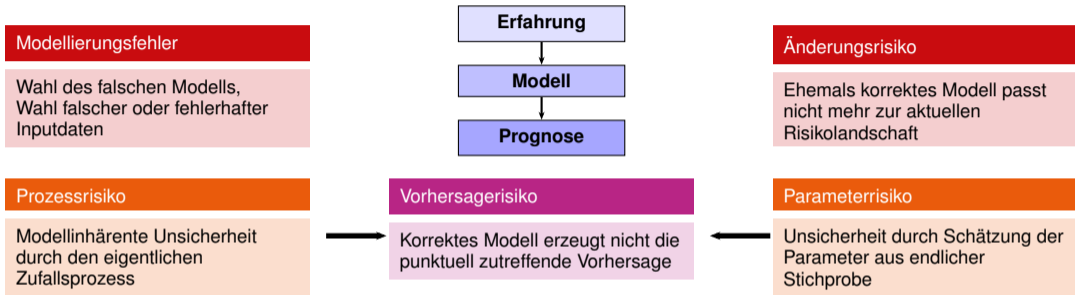 Erfahrung
Modell
Prognose
Modellierungsfehler
Wahl des falschen Modells,
Wahl falscher oder fehlerhafter
Inputdaten
Änderungsrisiko
Ehemals korrektes Modell passt
nicht mehr zur aktuellen
Risikolandschaft
Prozessrisiko
Modellinhärente Unsicherheit
durch den eigentlichen
Zufallsprozess
Vorhersagerisiko
Korrektes Modell erzeugt nicht die
punktuell zutreffende Vorhersage
Parameterrisiko
Unsicherheit durch Schätzung der
Parameter aus endlicher
Stichprobe